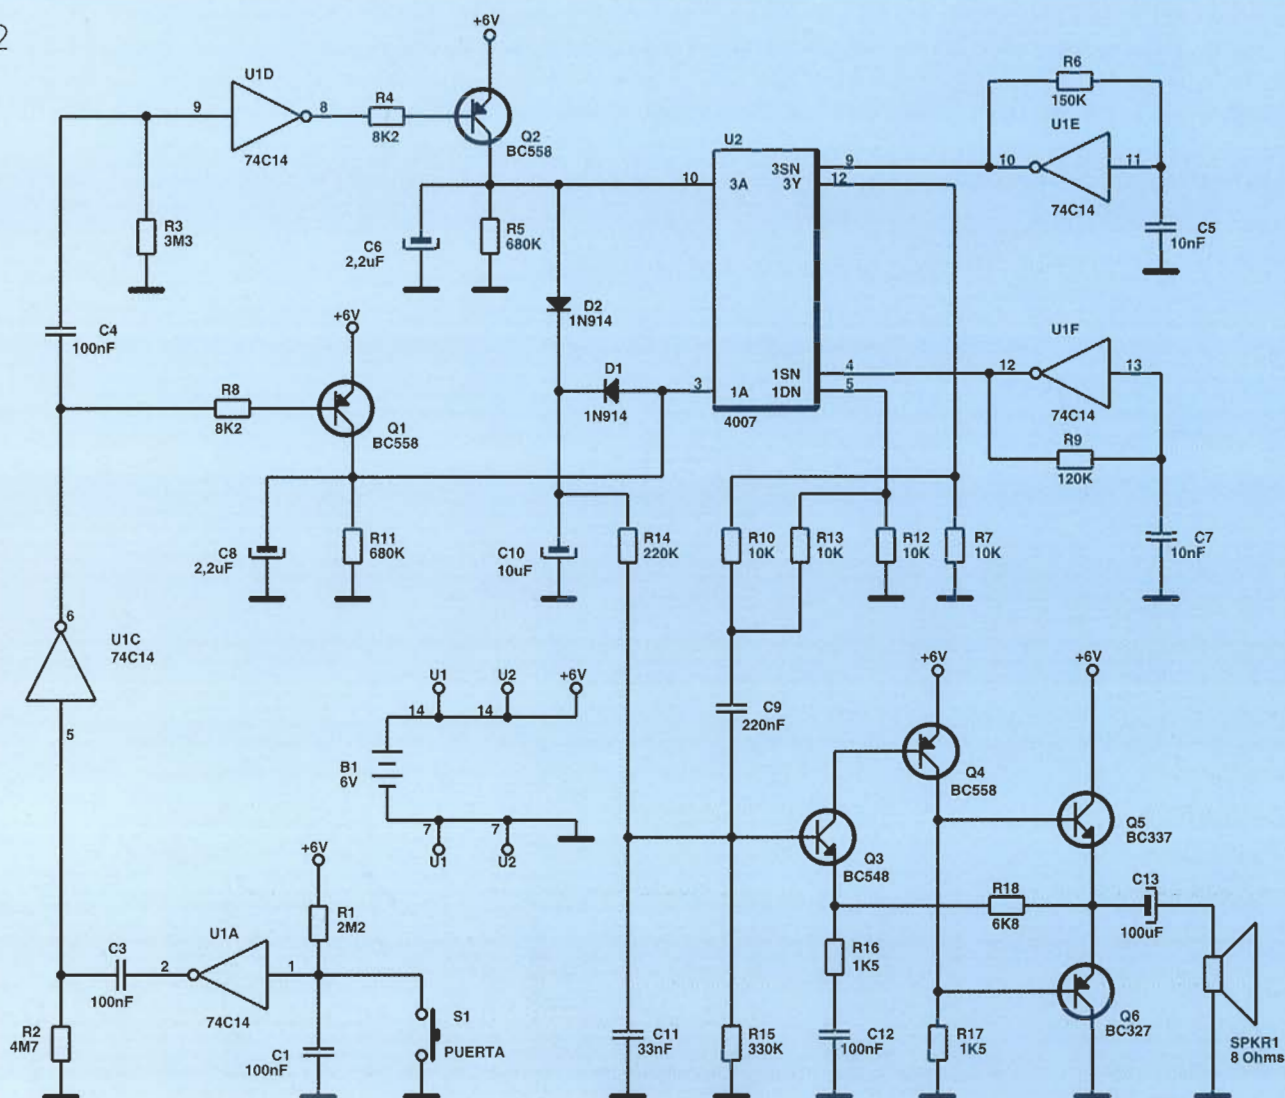 2
+6V
U1D
9
8
74C14
R4
8K2
Q2
BC558
R3
3M3
C6
2,2uF
R5
680K
U2
10
3A
3SN
9
3Y
12
1SN
4
3
1A
1DN
5
4007
R6
150K
U1E
10
11
74C14
C5
10nF
U1F
12
13
74C14
R9
120K
C7
10nF
C4
100nF
+6V
R8
8K2
Q1
BC558
D2
1N914
D1
1N914
C8
2,2uF
R11
680K
C10
10uF
R14
220K
R10
10K
R13
10K
R12
10K
R7
10K
6
U1C
74C14
5
U1
U2
+6V
14
14
B1
6V
7
7
U1
U2
C9
220nF
+6V
+6V
Q4
BC558
Q5
BC337
Q3
BC548
R18
6K8
C13
100uF
R16
1K5
Q6
BC327
SPKR1
8 Ohms
+6V
R1
2M2
U1A
C3
2
1
100nF
74C14
R2
4M7
C1
100nF
S1
PUERTA
C11
33nF
R15
330K
C12
100nF
R17
1K5